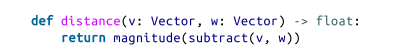 def distance(v: Vector, w: Vector) -> float:
    return magnitude(subtract(v, w))